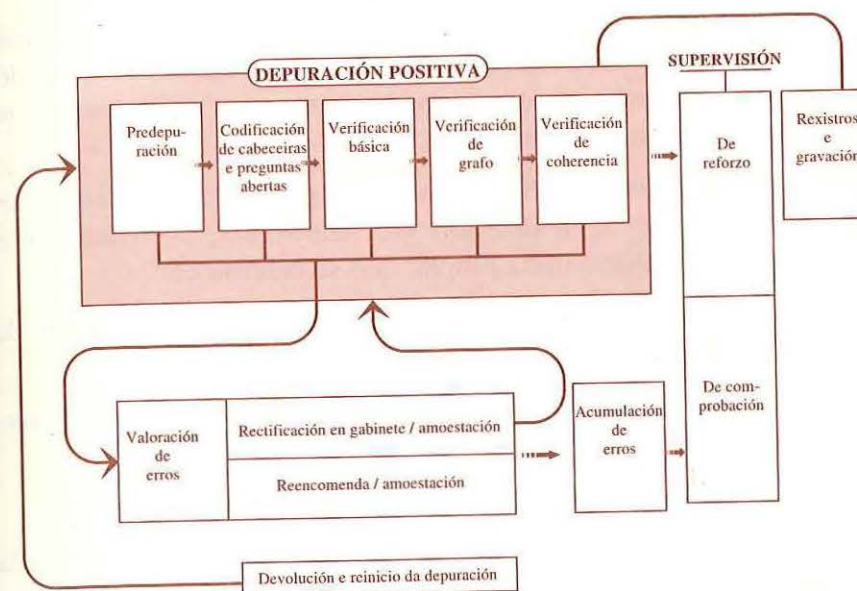 DEPURACIÓN POSITIVA
SUPERVISIÓN
Predepu-
ración
Codificación
de cabeceiras
e preguntas
abertas
Verificación
básica
Verificación
de
grafo
Verificación
de
coherencia
De
reforzo
Rexistros
e
gravación
Valoración
de
erros
Rectificación en gabinete / amoestación
Reencomenda / amoestación
Acumulación
de
erros
De com-
probación
Devolución e reinicio da depuración